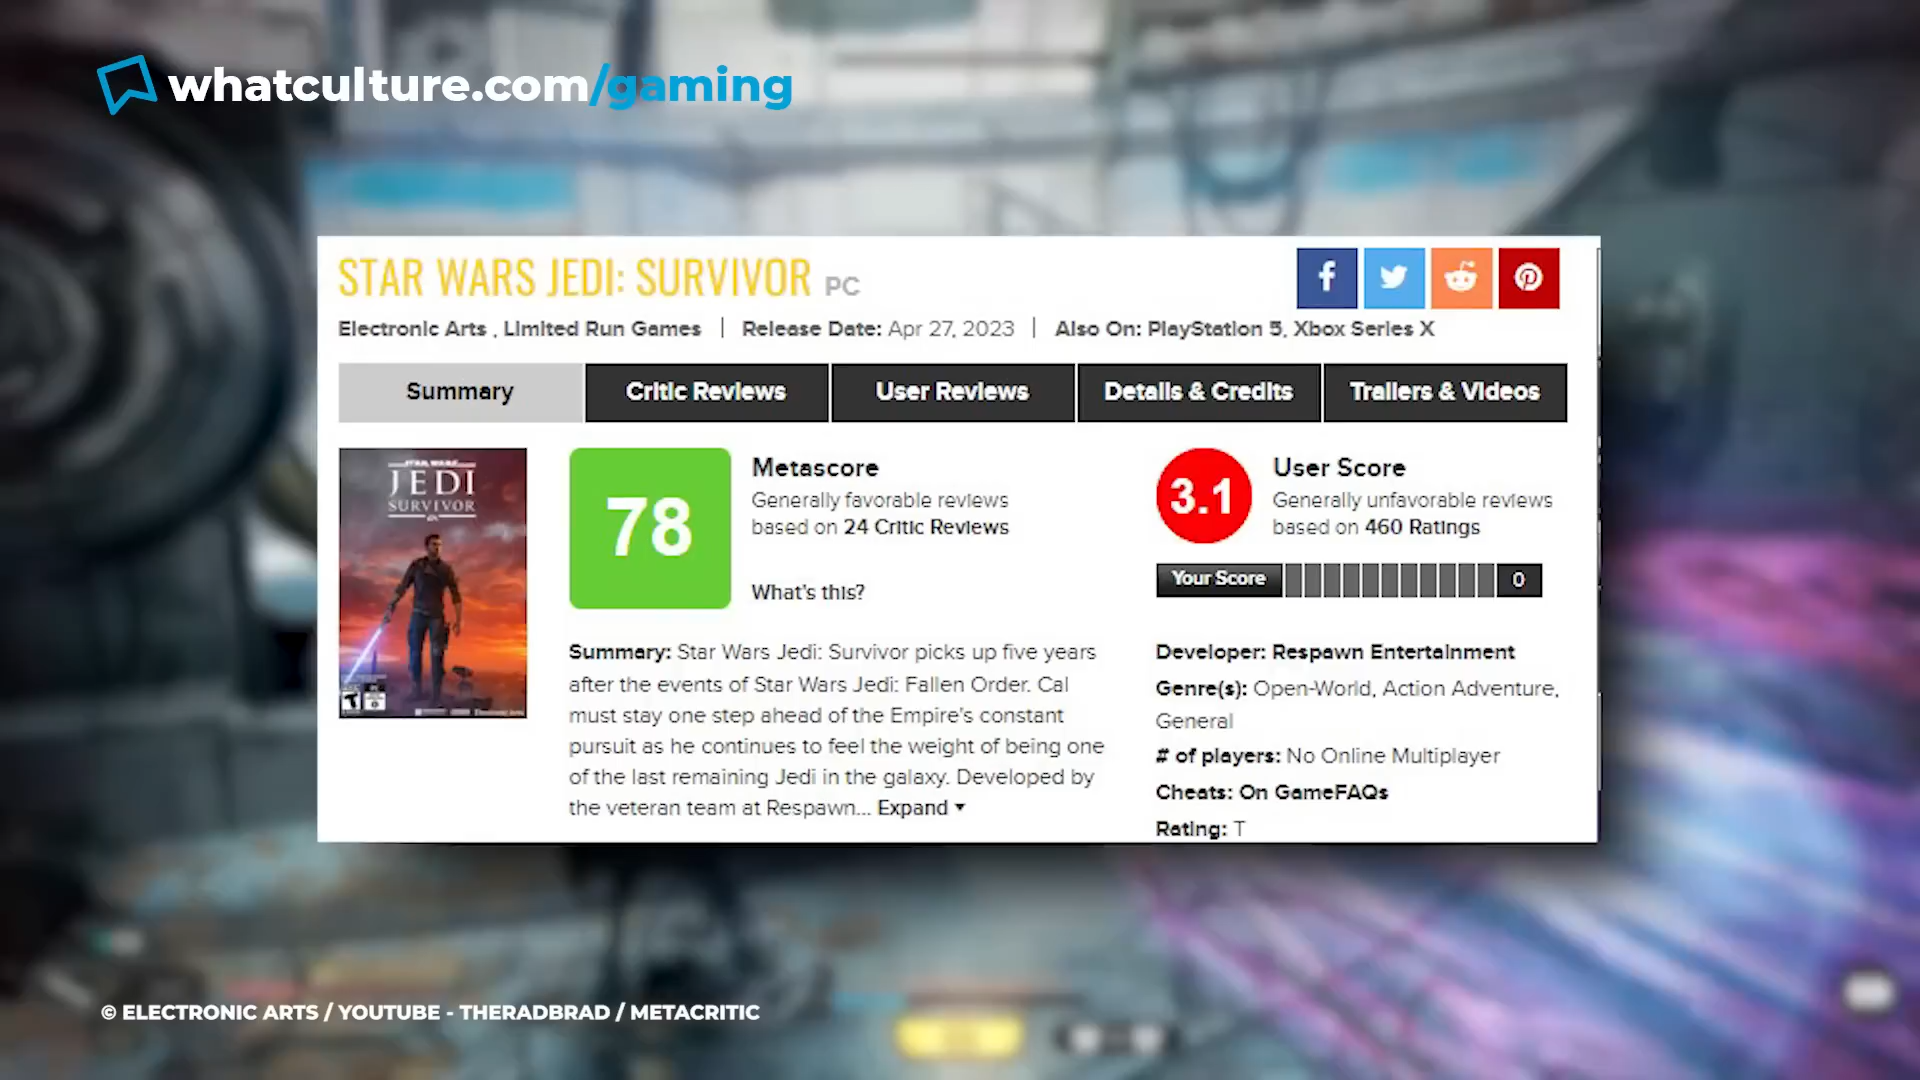 whatculture.com/gaming
STAR WARS JEDI: SURVIVOR PC
Electronic Arts , Limited Run Games | Release Date: Apr 27, 2023 | Also On: PlayStation 5, Xbox Series X
Summary Critic Reviews User Reviews Details & Credits Trailers & Videos
STAR WARS
JEDI
SURVIVOR
78
Metascore
Generally favorable reviews
based on 24 Critic Reviews
What's this?
3.1
User Score
Generally unfavorable reviews
based on 460 Ratings
Your Score 0
Summary: Star Wars Jedi: Survivor picks up five years
after the events of Star Wars Jedi: Fallen Order. Cal
must stay one step ahead of the Empire's constant
pursuit as he continues to feel the weight of being one
of the last remaining Jedi in the galaxy. Developed by
the veteran team at Respawn... Expand
Developer: Respawn Entertainment
Genre(s): Open-World, Action Adventure,
General
# of players: No Online Multiplayer
Cheats: On GameFAQs
Rating: T
© ELECTRONIC ARTS / YOUTUBE - THERADBRAD / METACRITIC